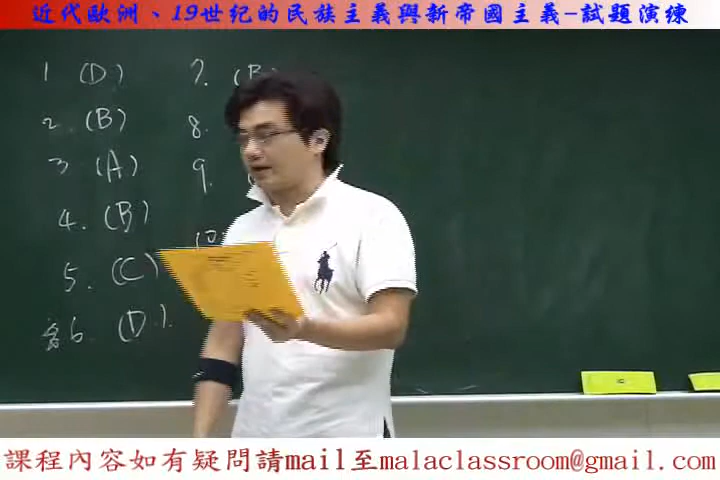 近代歐洲、19世紀的民族主義與新帝國主義-試題演練
1 (D)
2. (B)
3 (A)
4. (B)
5. (C)
6. (D)
7. (B
8.
9.
10
課程內容如有疑問請mail至malaclassroom@gmail.com